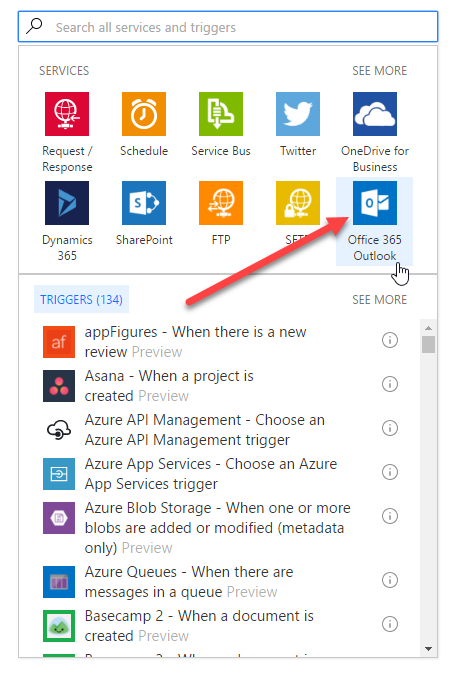 Search all services and triggers
SERVICES
SEE MORE
Request /
Response
Schedule
Service Bus
Twitter
OneDrive for
Business
Dynamics
365
SharePoint
FTP
Office 365
Outlook
TRIGGERS (134)
SEE MORE
af
appFigures - When there is a new
review Preview
Asana - When a project is
created Preview
Azure API Management - Choose an
Azure API Management trigger
Azure App Services - Choose an Azure
App Services trigger
Azure Blob Storage - When one or more
blobs are added or modified (metadata
only) Preview
Azure Queues - When there are
messages in a queue Preview
Basecamp 2 - When a document is
created Preview